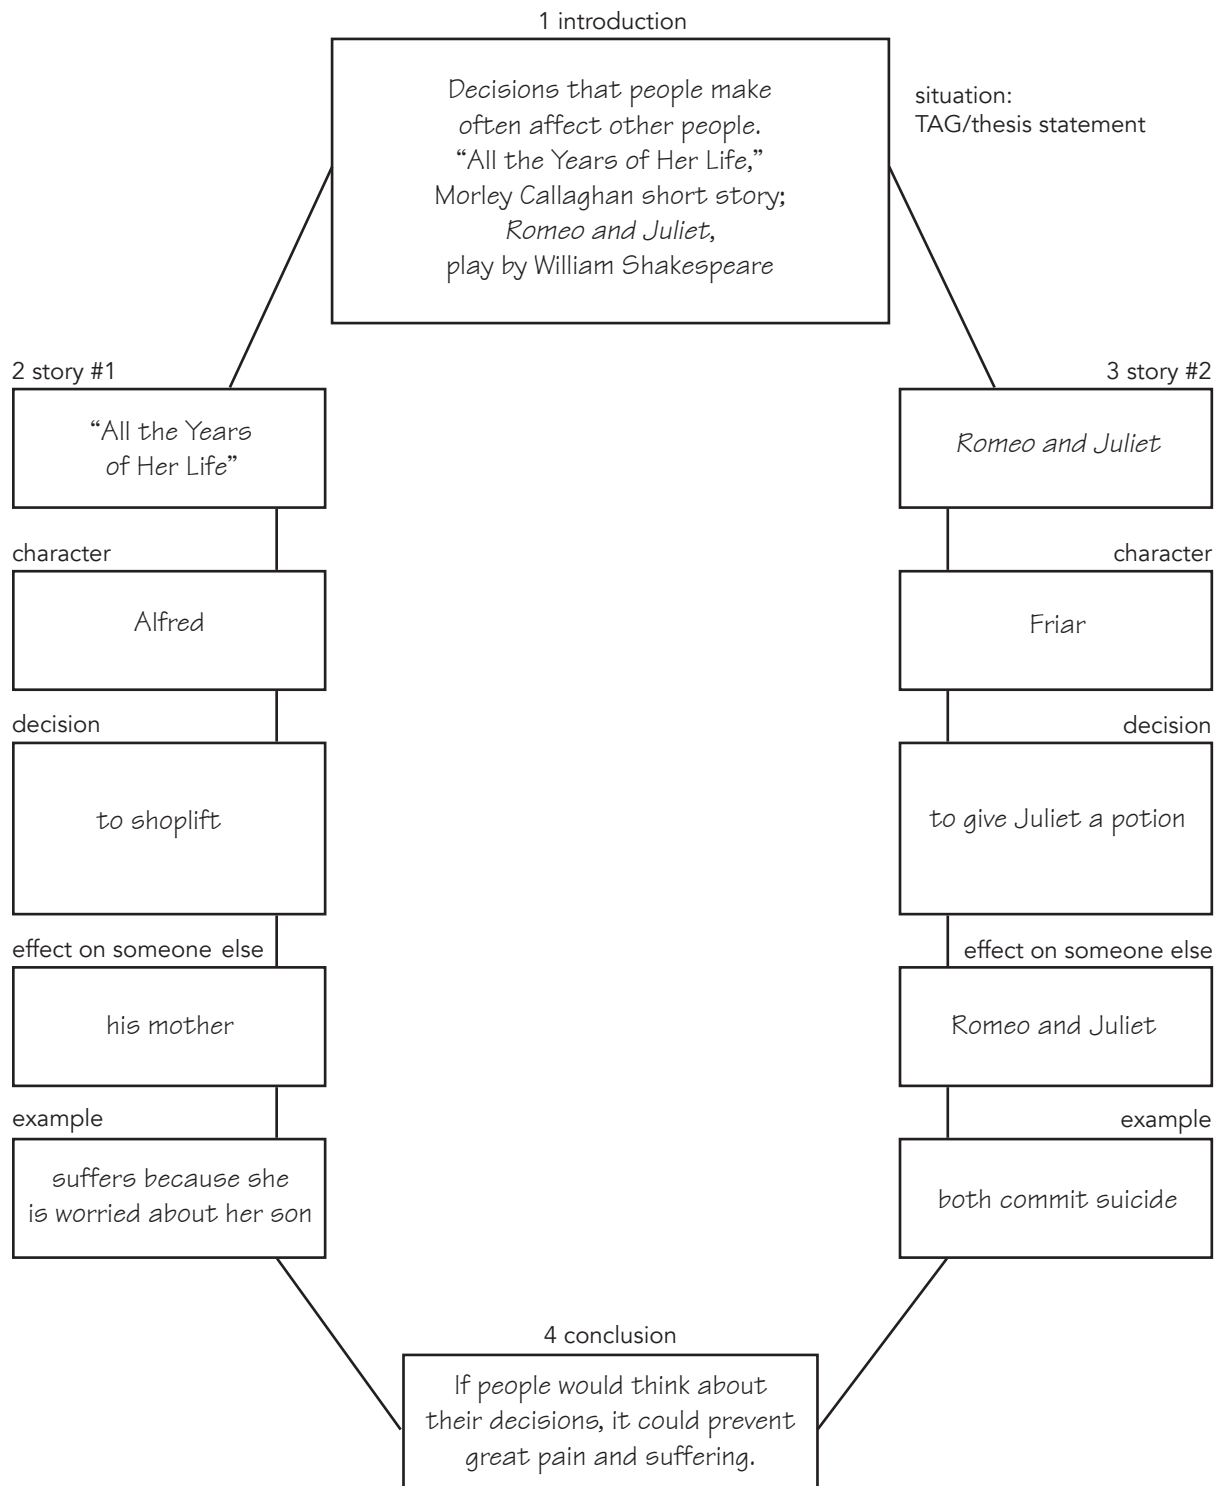 1 introduction
Decisions that people make
often affect other people.
“All the Years of Her Life,”
Morley Callaghan short story;
Romeo and Juliet,
play by William Shakespeare
situation:
TAG/thesis statement
2 story #1
“All the Years
of Her Life”
character
Alfred
decision
to shoplift
effect on someone else
his mother
example
suffers because she
is worried about her son
3 story #2
Romeo and Juliet
character
Friar
decision
to give Juliet a potion
effect on someone else
Romeo and Juliet
example
both commit suicide
4 conclusion
If people would think about
their decisions, it could prevent
great pain and suffering.